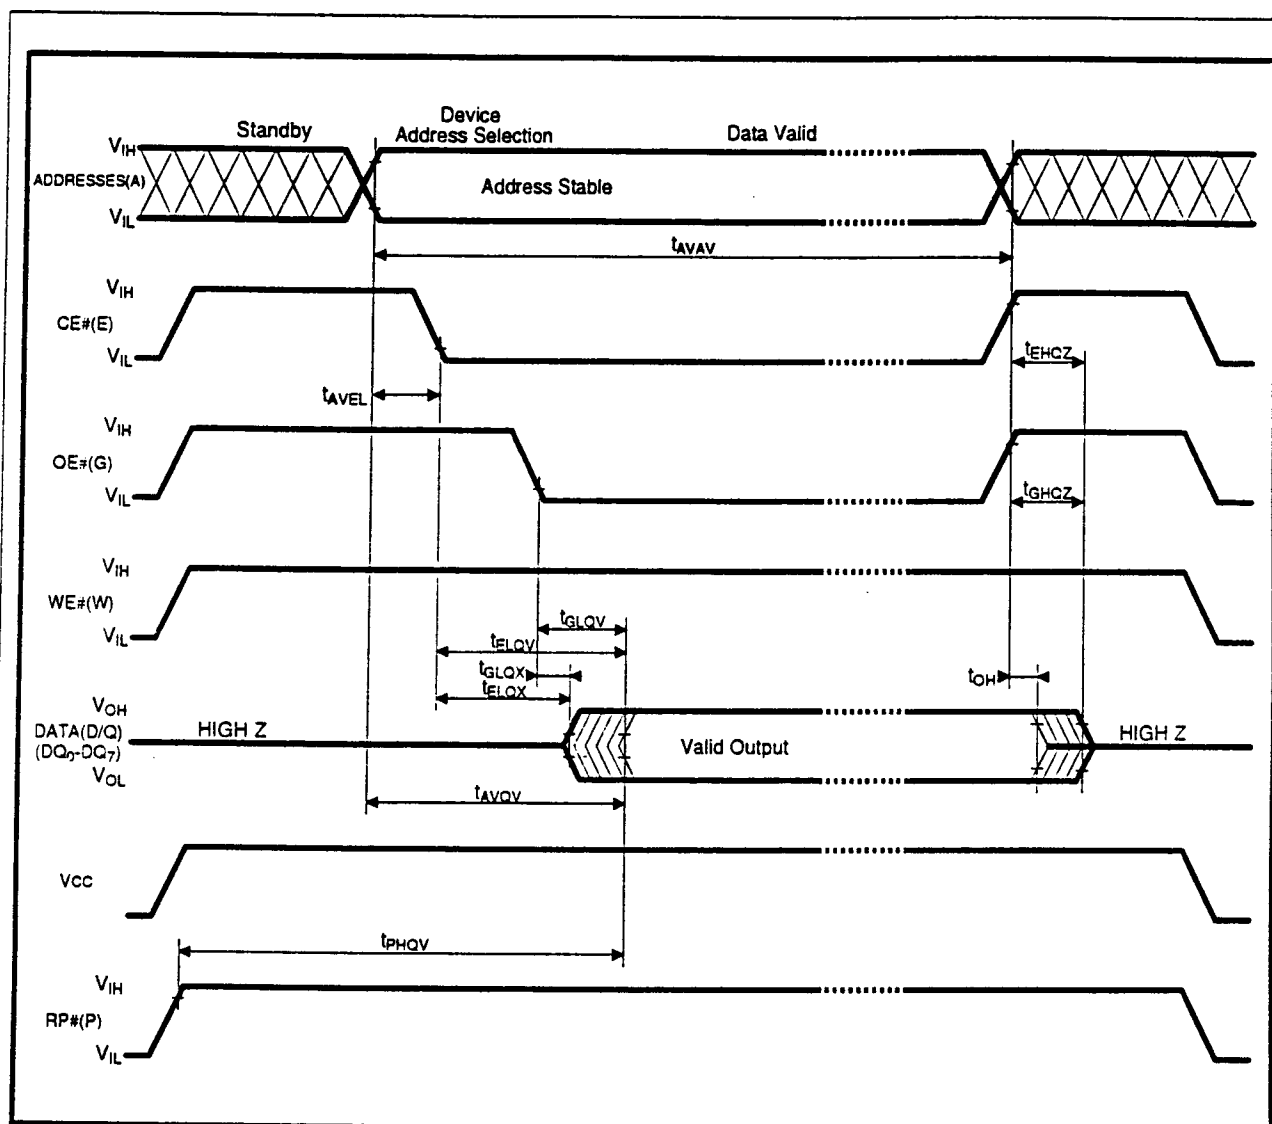 Standby
Device
Address Selection
Data Valid
VIH
ADDRESSES(A)
Address Stable
VIL
tAVAV
VIH
CE#(E)
VIL
tEHQZ
tAVEL
VIH
OE#(G)
VIL
tGHQZ
VIH
WE#(W)
VIL
tGLQV
tELQV
tGLQX
tELQX
tOH
VOH
DATA(D/Q)
(DQ0-DQ7)
VOL
HIGH Z
Valid Output
HIGH Z
tAVQV
VCC
tPHQV
VIH
RP#(P)
VIL